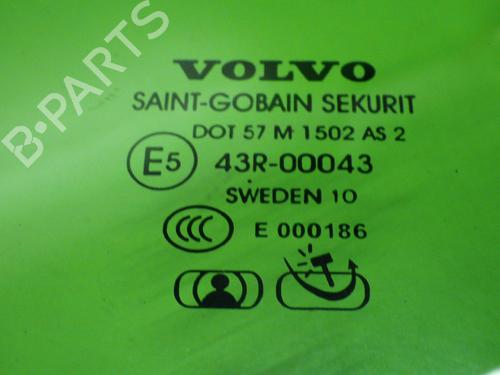 B-PARTS
VOLVO
SAINT-GOBAIN SEKURIT
DOT 57 M 1502 AS 2
E5 43R-00043
SWEDEN 10
CCC E 000186